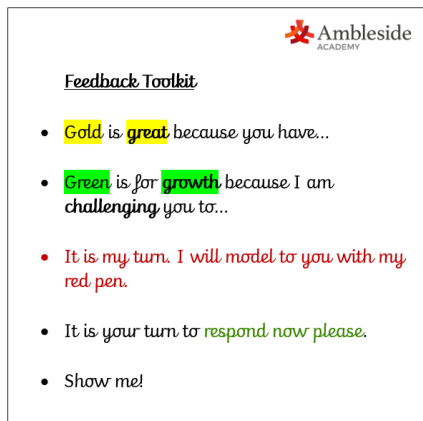 Ambleside
ACADEMY
Feedback Toolkit
• Gold is great because you have...
• Green is for growth because I am
challenging you to...
• It is my turn. I will model to you with my
red pen.
• It is your turn to respond now please.
• Show me!